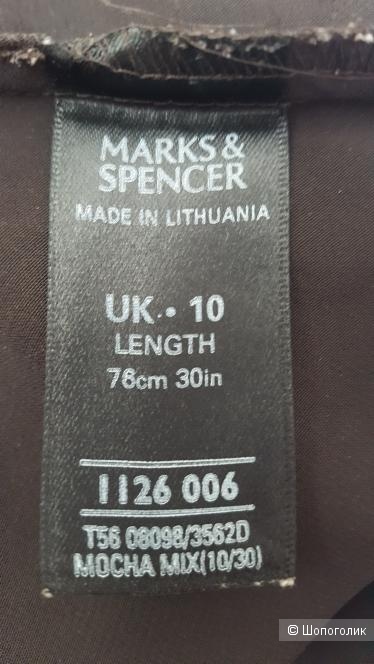 MARKS &
SPENCER
MADE IN LITHUANIA
UK • 10
LENGTH
76cm 30in
1126 006
T56 08098/3562D
MOCHA MIX(10/30)
© Шопоголик